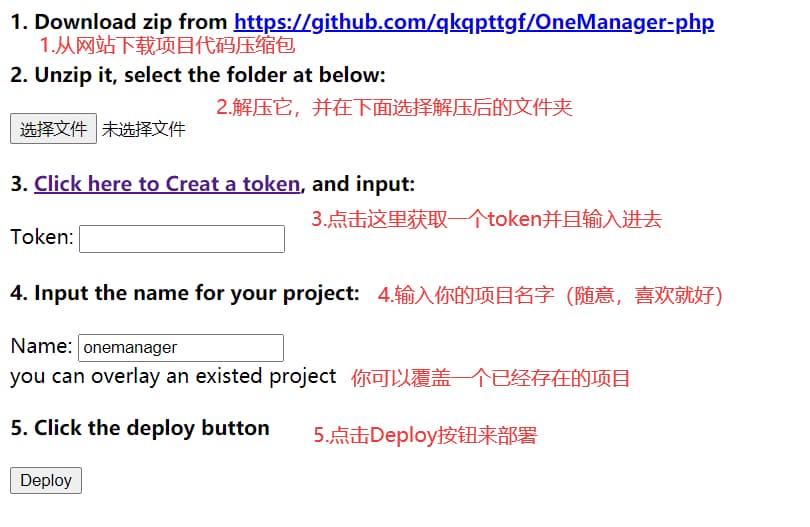 1. Download zip from https://github.com/qkqpttgf/OneManager-php
1.从网站下载项目代码压缩包
2. Unzip it, select the folder at below:
2.解压它，并在下面选择解压后的文件夹
选择文件 未选择文件
3. Click here to Creat a token, and input:
3.点击这里获取一个token并且输入进去
Token:
4. Input the name for your project: 4.输入你的项目名字（随意，喜欢就好）
Name: onemanager
you can overlay an existed project 你可以覆盖一个已经存在的项目
5. Click the deploy button 5.点击Deploy按钮来部署
Deploy